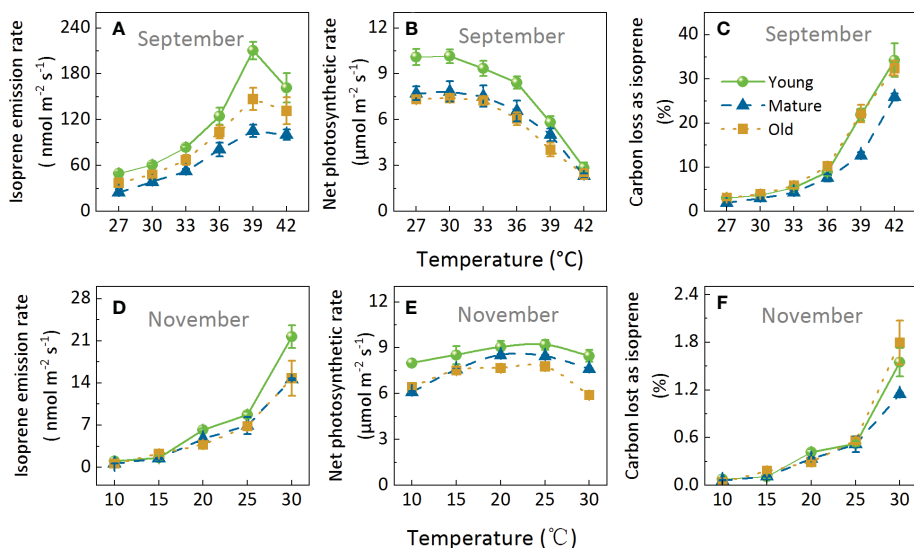 A
September
Isoprene emission rate
( nmol m-2 s-1)
240
180
120
60
0
27 30 33 36 39 42
B
September
Net photosynthetic rate
(μmol m-2 s-1)
12
9
6
3
0
27 30 33 36 39 42
C
September
Carbon loss as isoprene
(%)
40
30
20
10
0
27 30 33 36 39 42
Young
Mature
Old
Temperature (°C)
D
November
Isoprene emission rate
( nmol m-2 s-1)
28
21
14
7
0
10 15 20 25 30
E
November
Net photosynthetic rate
(μmol m-2 s-1)
12
9
6
3
0
10 15 20 25 30
F
November
Carbon lost as isoprene
(%)
2.4
1.8
1.2
0.6
0.0
10 15 20 25 30
Temperature (℃)